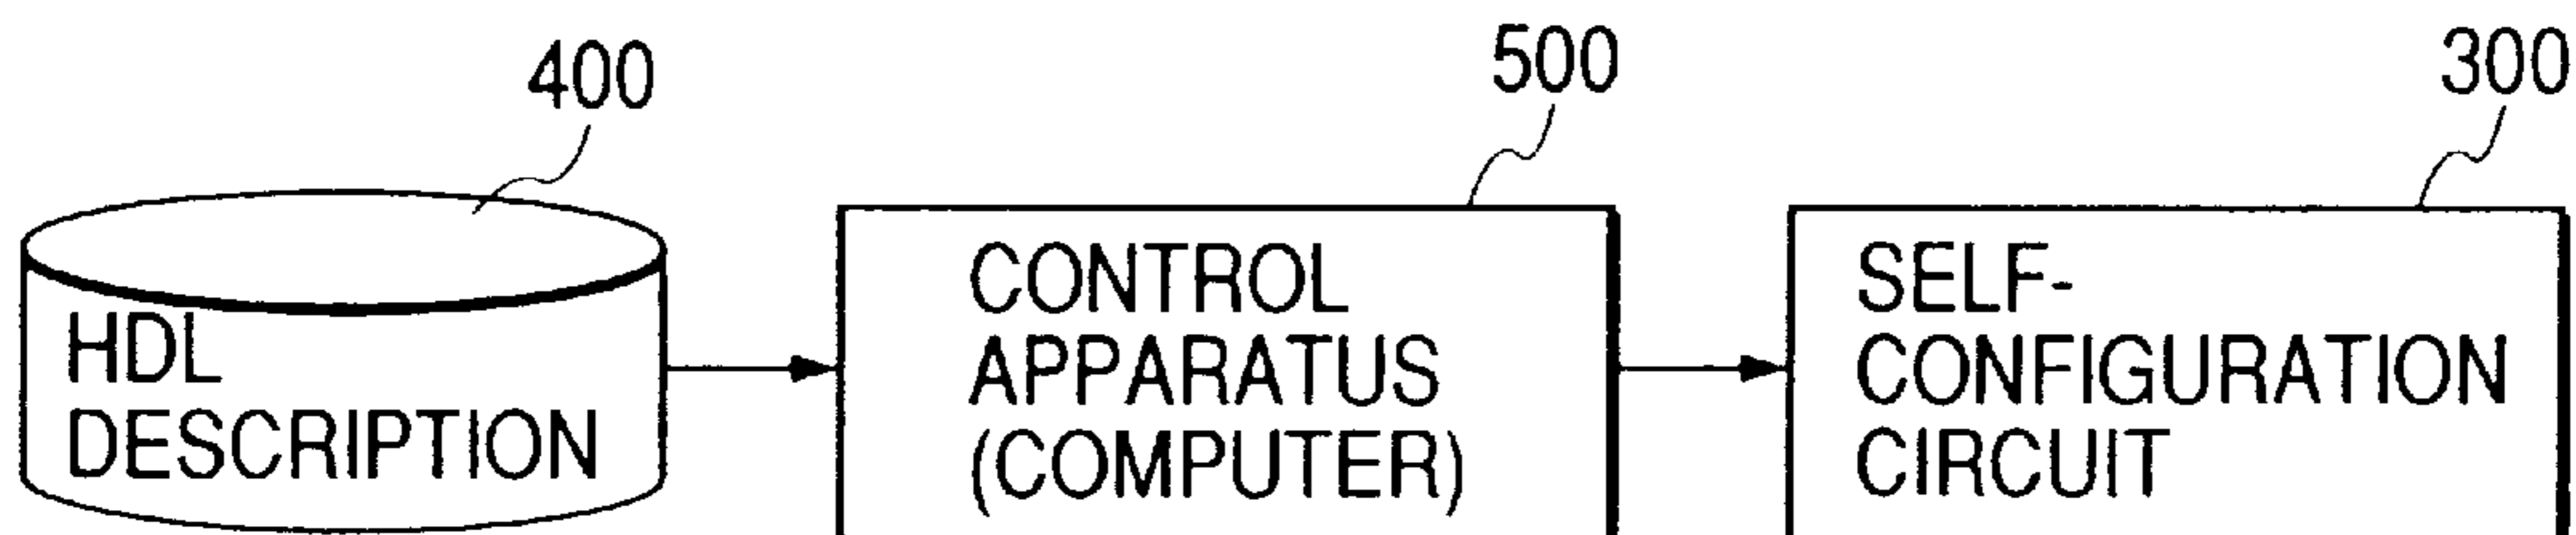 400
500
300
HDL
DESCRIPTION
CONTROL
APPARATUS
(COMPUTER)
SELF-
CONFIGURATION
CIRCUIT